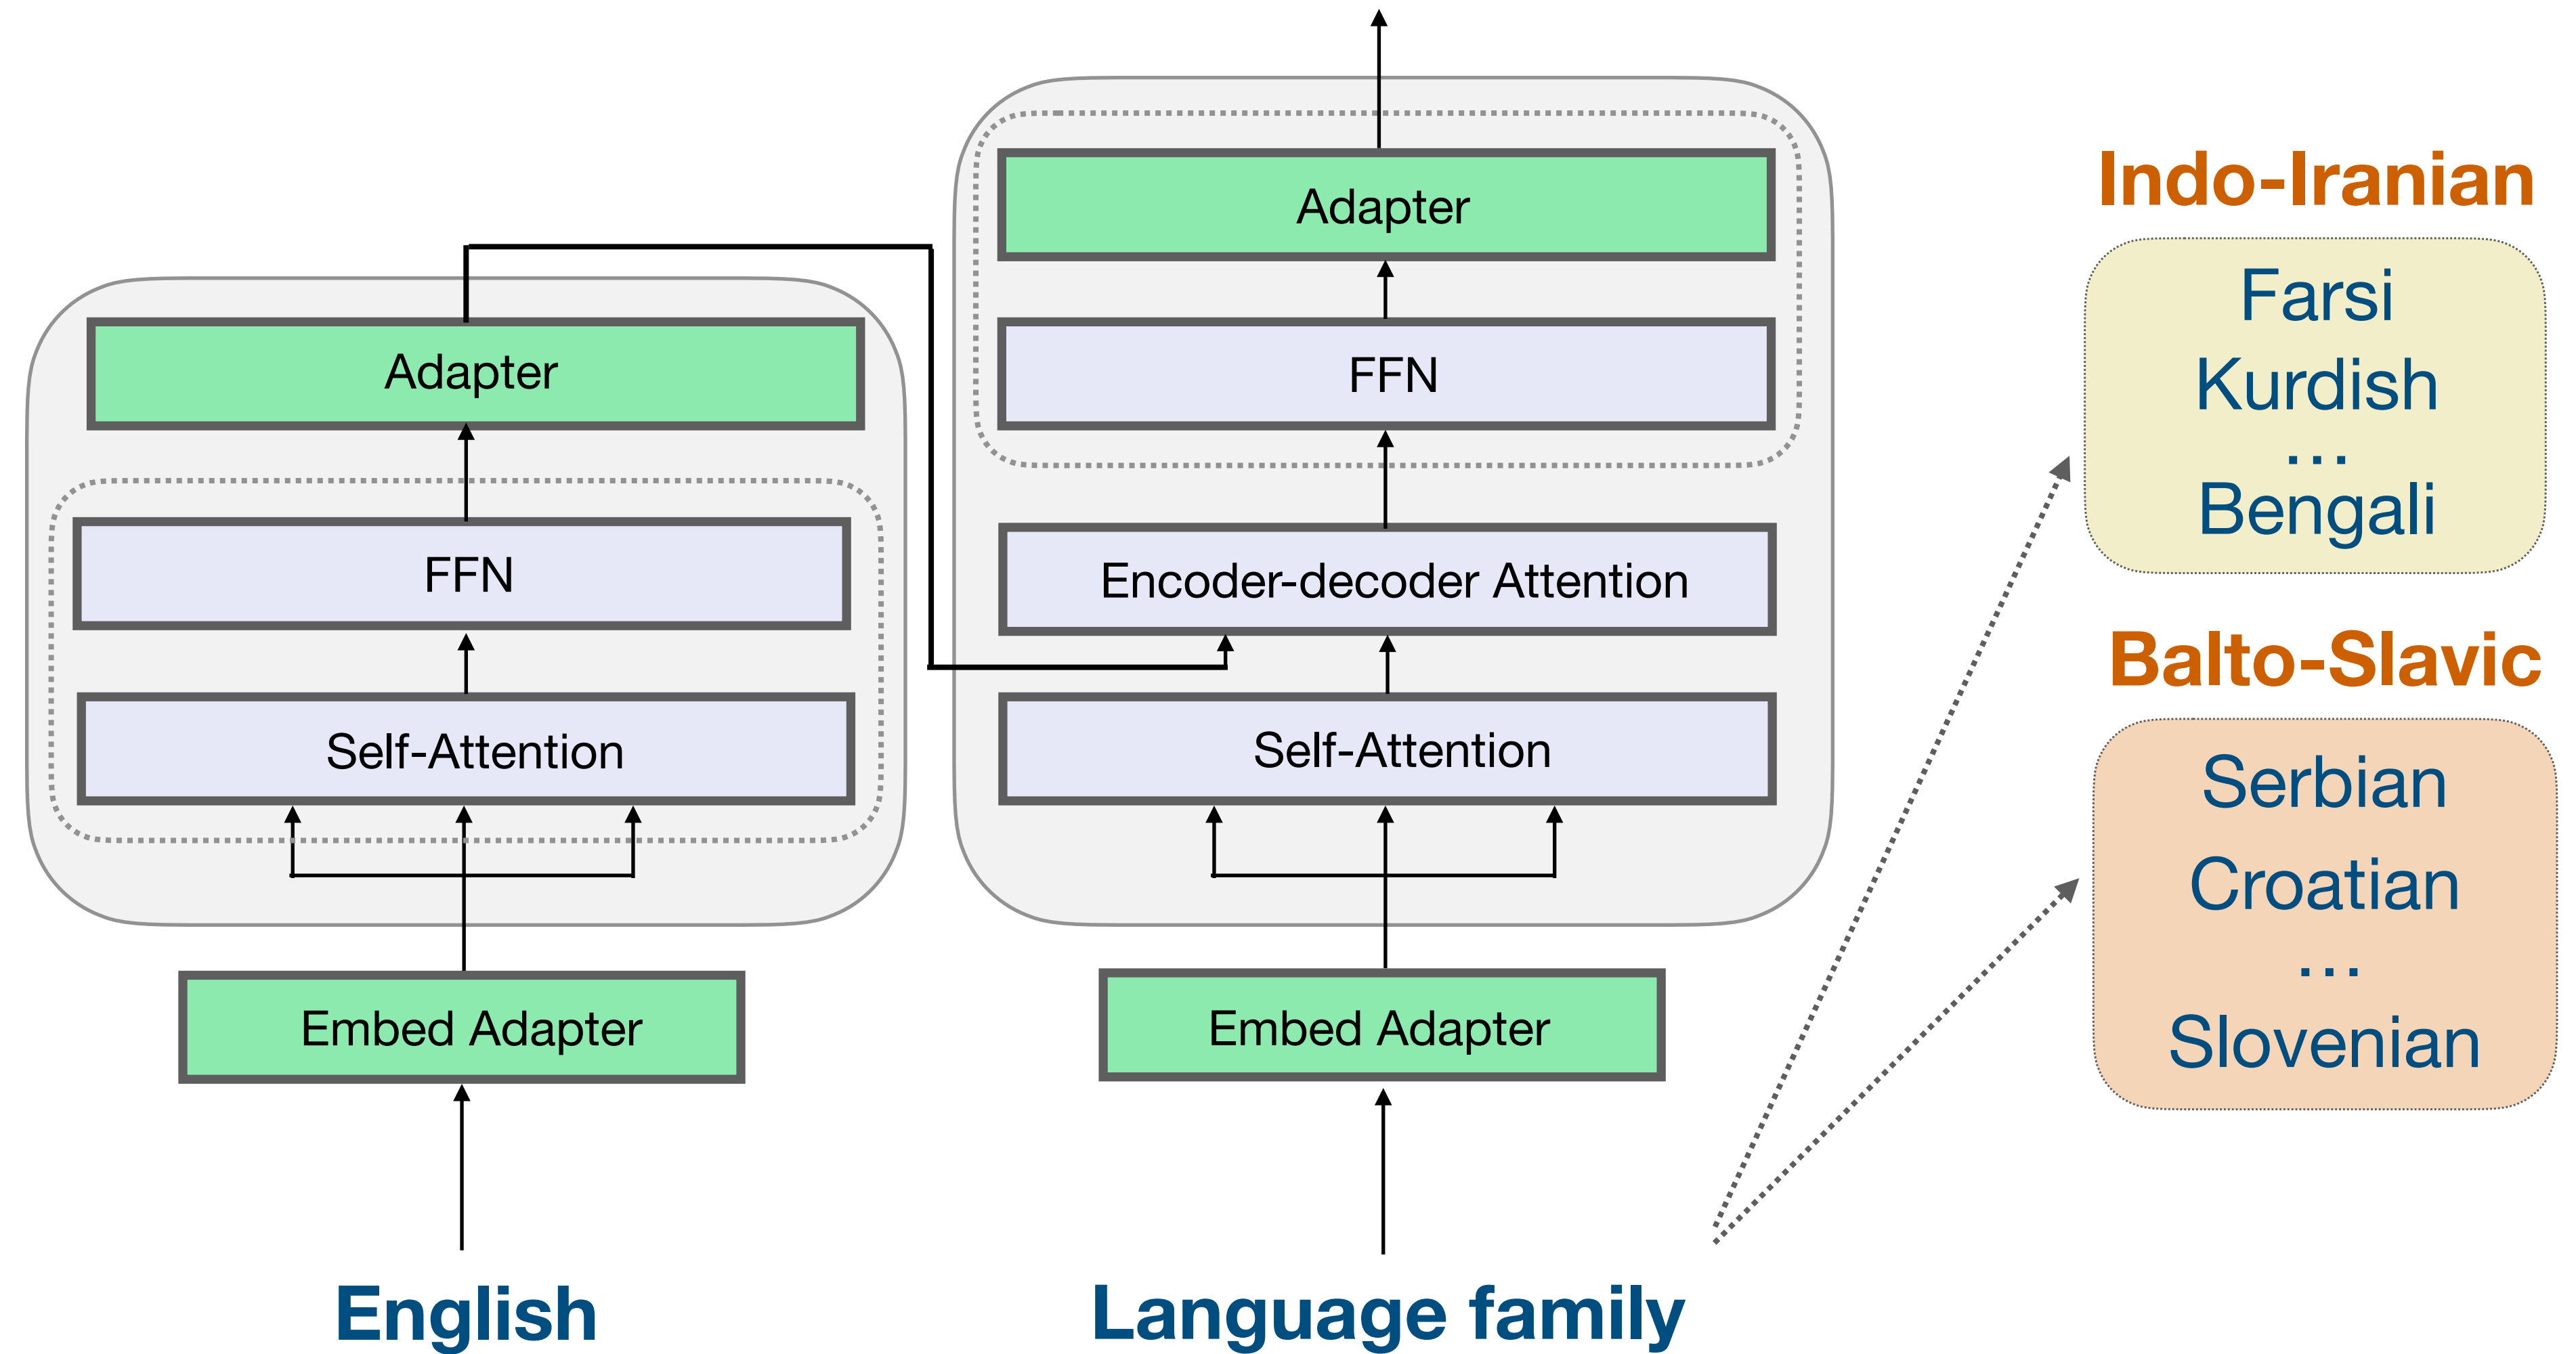 Adapter
FFN
Self-Attention
Embed Adapter
English
Adapter
FFN
Encoder-decoder Attention
Self-Attention
Embed Adapter
Language family
Indo-Iranian
Farsi
Kurdish
...
Bengali
Balto-Slavic
Serbian
Croatian
...
Slovenian